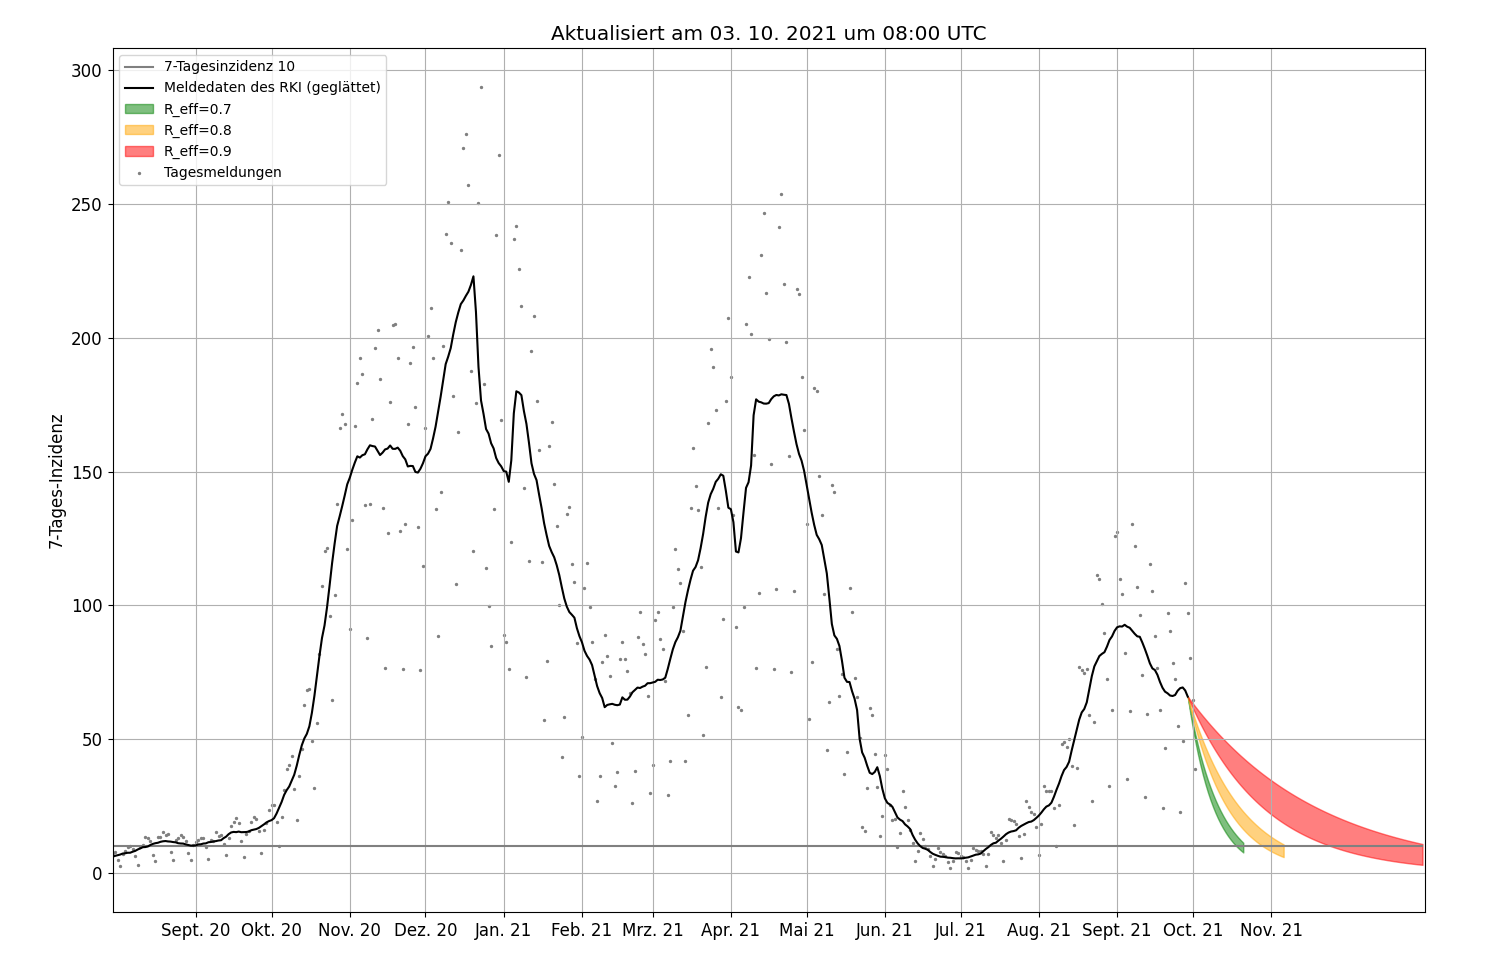 Aktualisiert am 03. 10. 2021 um 08:00 UTC
7-Tagesinzidenz 10
Meldedaten des RKI (geglättet)
R_eff=0.7
R_eff=0.8
R_eff=0.9
Tagesmeldungen
7-Tages-Inzidenz
300
250
200
150
100
50
0
Sept. 20 Okt. 20 Nov. 20 Dez. 20 Jan. 21 Feb. 21 Mrz. 21 Apr. 21 Mai 21 Jun. 21 Jul. 21 Aug. 21 Sept. 21 Oct. 21 Nov. 21